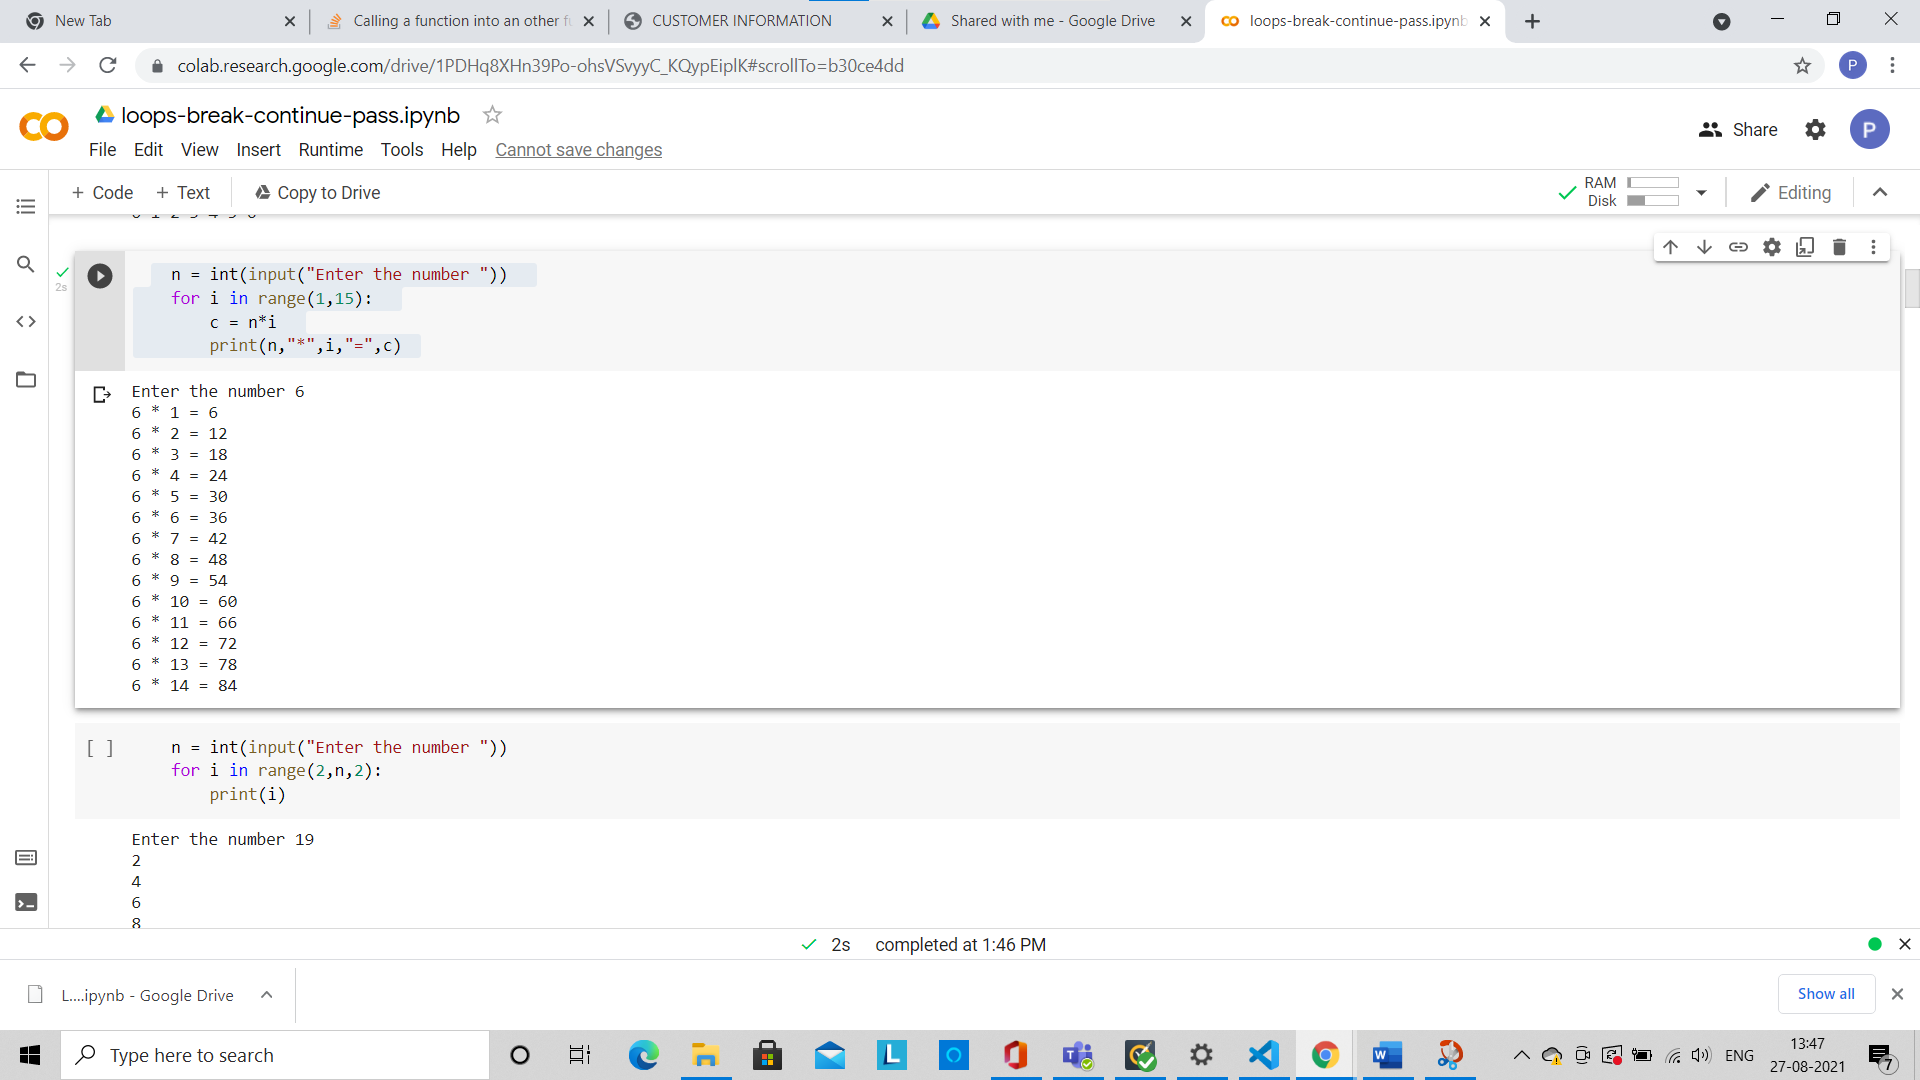 New Tab
Calling a function into an other f
CUSTOMER INFORMATION
Shared with me - Google Drive
loops-break-continue-pass.ipynb
colab.research.google.com/drive/1PDHq8XHn39Po-ohsVSvyyC_KQypEiplK#scrollTo=b30ce4dd
P
loops-break-continue-pass.ipynb
Share
P
File Edit View Insert Runtime Tools Help Cannot save changes
+ Code + Text Copy to Drive
RAM
Disk
Editing
0 1 2 3 4 5 6
2s
n = int(input("Enter the number "))
for i in range(1,15):
c = n*i
print(n,"*",i,"=",c)
Enter the number 6
6 * 1 = 6
6 * 2 = 12
6 * 3 = 18
6 * 4 = 24
6 * 5 = 30
6 * 6 = 36
6 * 7 = 42
6 * 8 = 48
6 * 9 = 54
6 * 10 = 60
6 * 11 = 66
6 * 12 = 72
6 * 13 = 78
6 * 14 = 84
[ ]
n = int(input("Enter the number "))
for i in range(2,n,2):
print(i)
Enter the number 19
2
4
6
8
2s completed at 1:46 PM
L....ipynb - Google Drive
Show all
Type here to search
ENG
13:47
27-08-2021
7